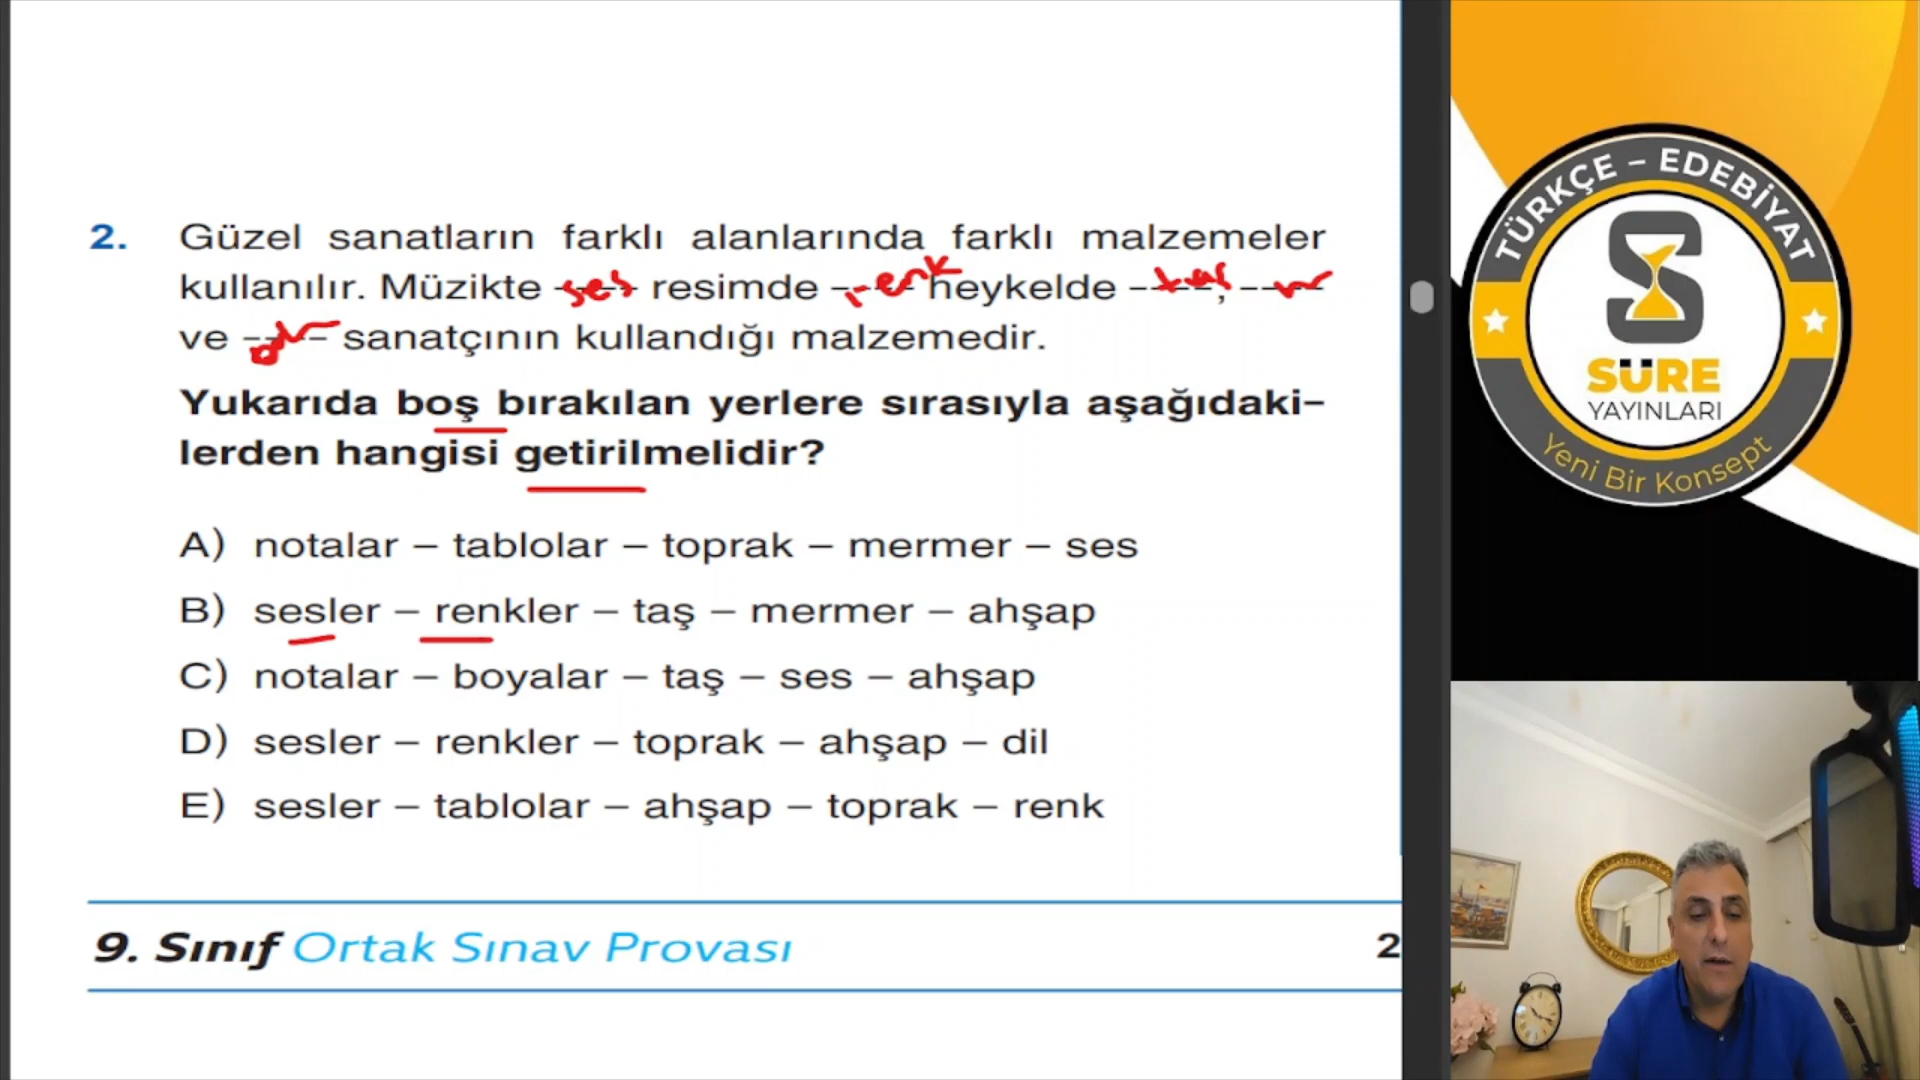 2. Güzel sanatların farklı alanlarında farklı malzemeler
kullanılır. Müzikte ---- ses resimde ---- renk heykelde ---- taş, ----
ve ---- sanatçının kullandığı malzemedir.
Yukarıda boş bırakılan yerlere sırasıyla aşağıdaki-
lerden hangisi getirilmelidir?
A) notalar – tablolar – toprak – mermer – ses
B) sesler – renkler – taş – mermer – ahşap
C) notalar – boyalar – taş – ses – ahşap
D) sesler – renkler – toprak – ahşap – dil
E) sesler – tablolar – ahşap – toprak – renk
9. Sınıf Ortak Sınav Provası
2
TÜRKÇE – EDEBİYAT
S
SÜRE
YAYINLARI
Yeni Bir Konsept